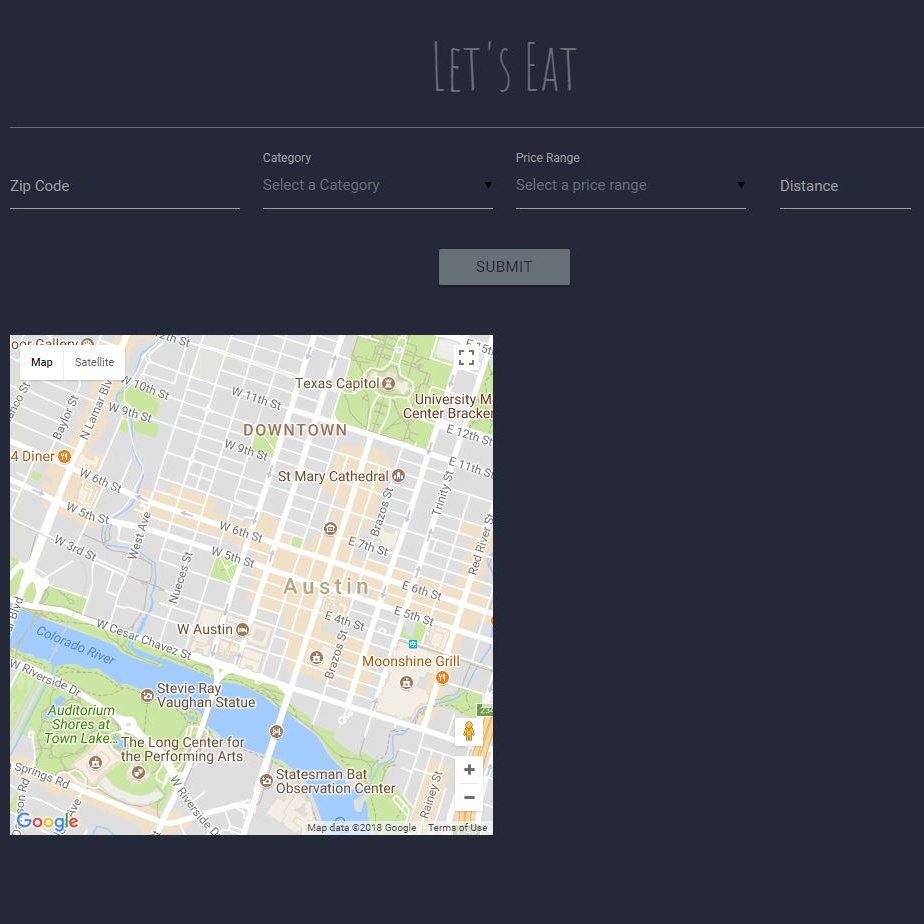 Let's Eat
Category
Price Range
Zip Code
Select a Category
Select a price range
Distance
SUBMIT
Map
Satellite
W 10th St
W 9th St
N Lamar Blv
Baylor St
Texas Capitol
W 11th St
University M
Center Bracken
E 12th St
DOWNTOWN
W 9th St
4 Diner
E 11th St
St Mary Cathedral
W 6th St
Trinity St
Brazos St
W 5th St
W 6th St
West Ave
E 7th St
Red River S
W 3rd St
W 5th St
Nueces St
Austin
E 6th St
E 4th St
E 5th St
W Cesar Chavez St
W Austin
Colorado River
Brazos St
Moonshine Grill
W Riverside Dr
Stevie Ray
Vaughan Statue
Auditorium
Shores at
Town Lake...
The Long Center for
the Performing Arts
Springs Rd
W Riverside Dr
Statesman Bat
Observation Center
Rainey St
Google
Map data ©2018 Google
Terms of Use